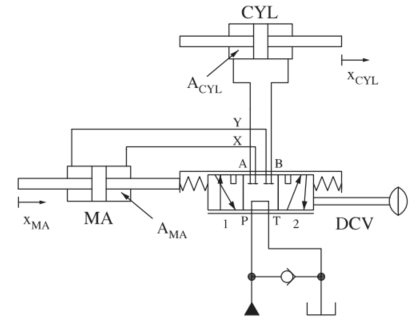 CYL
A_CYL
x_CYL
Y
X
A B
x_MA
MA
A_MA
1 P T 2
DCV